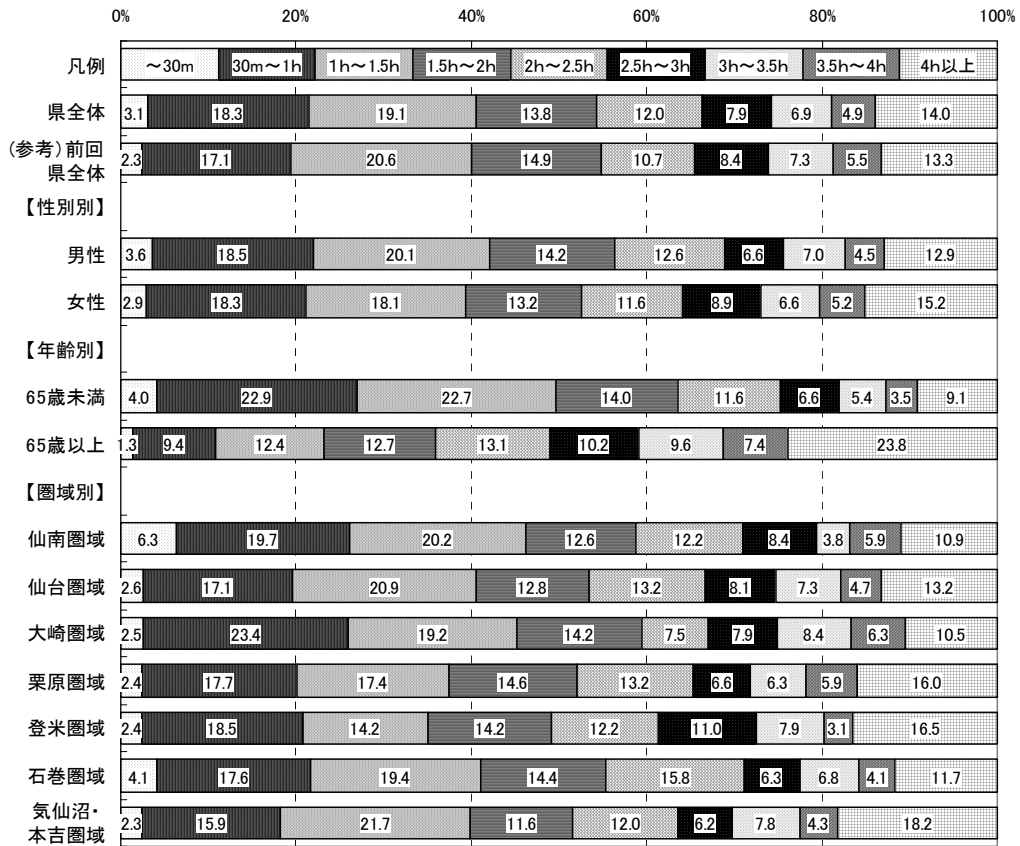 0% 20% 40% 60% 80% 100%
凡例 ～30m 30m～1h 1h～1.5h 1.5h～2h 2h～2.5h 2.5h～3h 3h～3.5h 3.5h～4h 4h以上
県全体 3.1 18.3 19.1 13.8 12.0 7.9 6.9 4.9 14.0
(参考)前回
県全体 2.3 17.1 20.6 14.9 10.7 8.4 7.3 5.5 13.3
【性別別】
男性 3.6 18.5 20.1 14.2 12.6 6.6 7.0 4.5 12.9
女性 2.9 18.3 18.1 13.2 11.6 8.9 6.6 5.2 15.2
【年齢別】
65歳未満 4.0 22.9 22.7 14.0 11.6 6.6 5.4 3.5 9.1
65歳以上 1.3 9.4 12.4 12.7 13.1 10.2 9.6 7.4 23.8
【圏域別】
仙南圏域 6.3 19.7 20.2 12.6 12.2 8.4 3.8 5.9 10.9
仙台圏域 2.6 17.1 20.9 12.8 13.2 8.1 7.3 4.7 13.2
大崎圏域 2.5 23.4 19.2 14.2 7.5 7.9 8.4 6.3 10.5
栗原圏域 2.4 17.7 17.4 14.6 13.2 6.6 6.3 5.9 16.0
登米圏域 2.4 18.5 14.2 14.2 12.2 11.0 7.9 3.1 16.5
石巻圏域 4.1 17.6 19.4 14.4 15.8 6.3 6.8 4.1 11.7
気仙沼・
本吉圏域 2.3 15.9 21.7 11.6 12.0 6.2 7.8 4.3 18.2